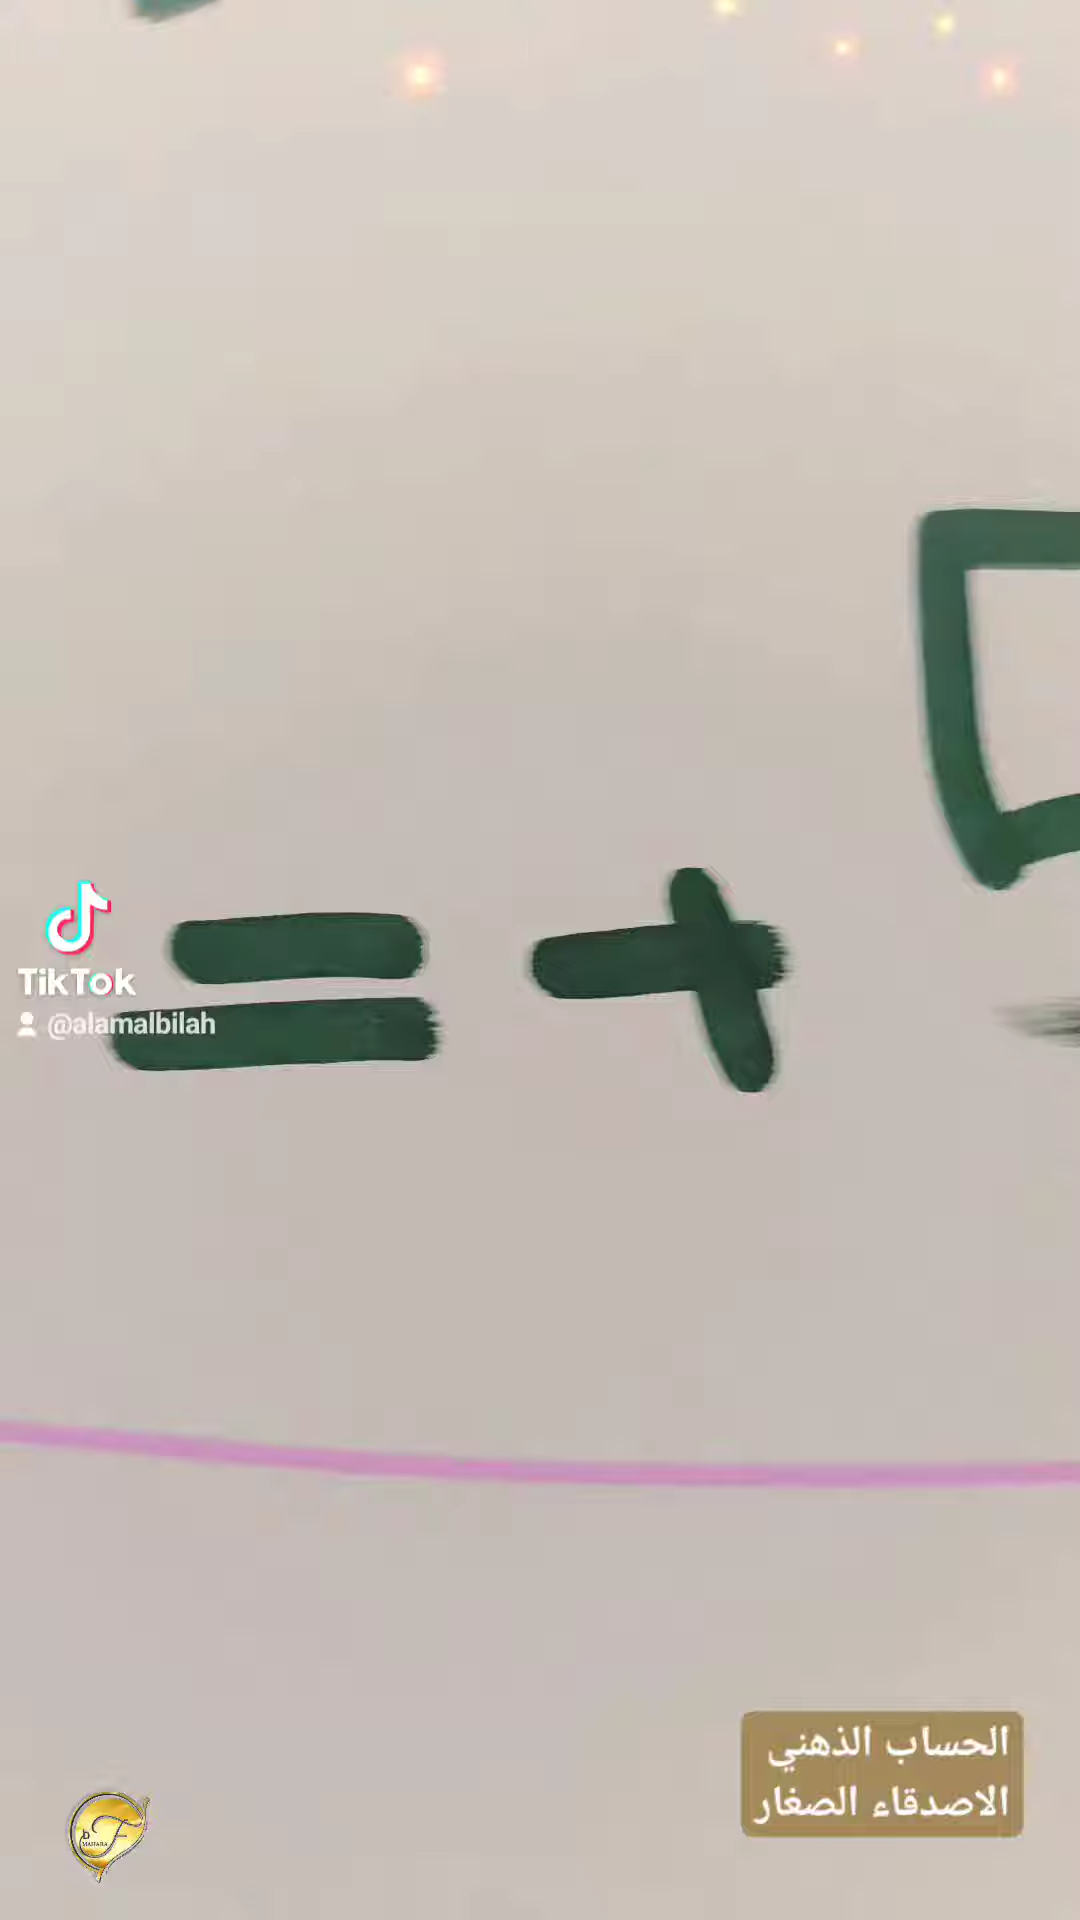 = +
TikTok
@alamalbilah
الحساب الذهني
الاصدقاء الصغار